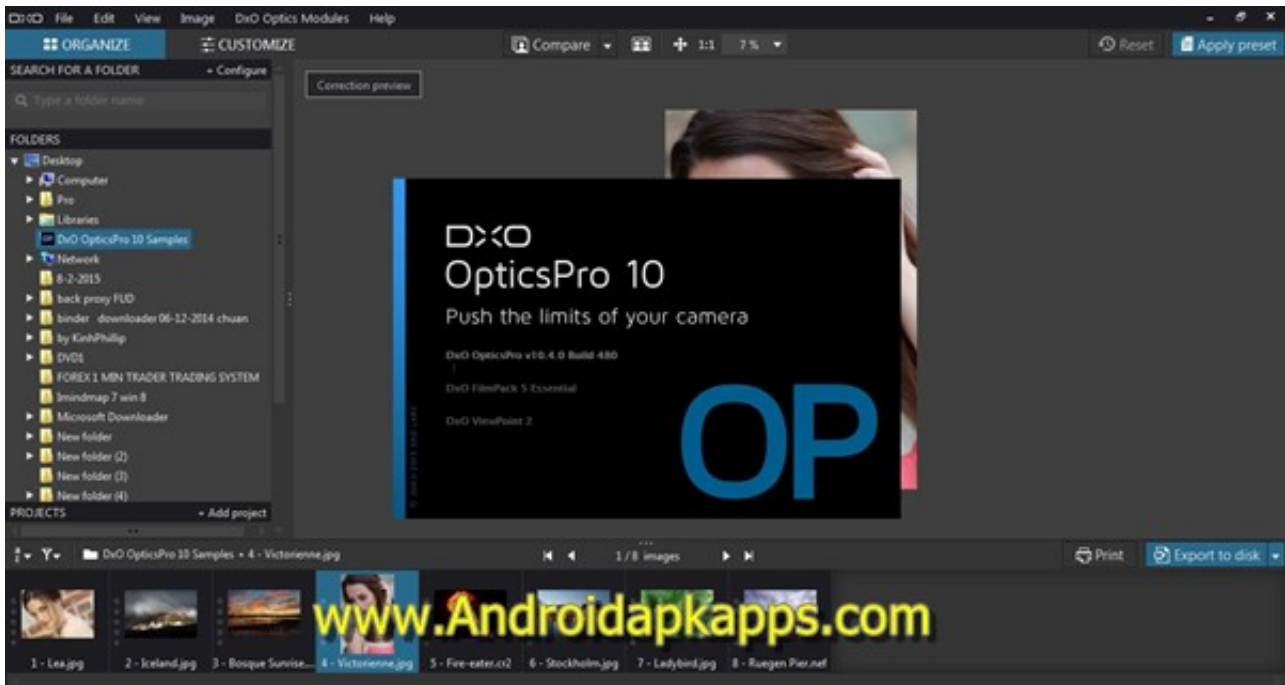 DXO File Edit View Image DxO Optics Modules Help
ORGANIZE CUSTOMIZE Compare 1:1 7 % Reset Apply preset
SEARCH FOR A FOLDER + Configure
Type a folder name
Correction preview
FOLDERS
Desktop
Computer
Pro
Libraries
DxO OpticsPro 10 Samples
Network
8-2-2015
back proxy FUD
binder downloader 06-12-2014 chuan
by KinhPhillip
DVD1
FOREX 1 MIN TRADER TRADING SYSTEM
Imindmap 7 win 8
Microsoft Downloader
New folder
New folder (2)
New folder (3)
New folder (4)
PROJECTS + Add project
DXO
OpticsPro 10
Push the limits of your camera
DxO OpticsPro v10.4.0 Build 480
DxO FilmPack 5 Essential
DxO ViewPoint 2
OP
DxO OpticsPro 10 Samples • 4 - Victorienne.jpg 1 / 8 images Print Export to disk
www.Androidapkapps.com
1 - Lea.jpg 2 - Iceland.jpg 3 - Bosque Sunrise... 4 - Victorienne.jpg 5 - Fire-eater.cr2 6 - Stockholm.jpg 7 - Ladybird.jpg 8 - Ruegen Pier.nef